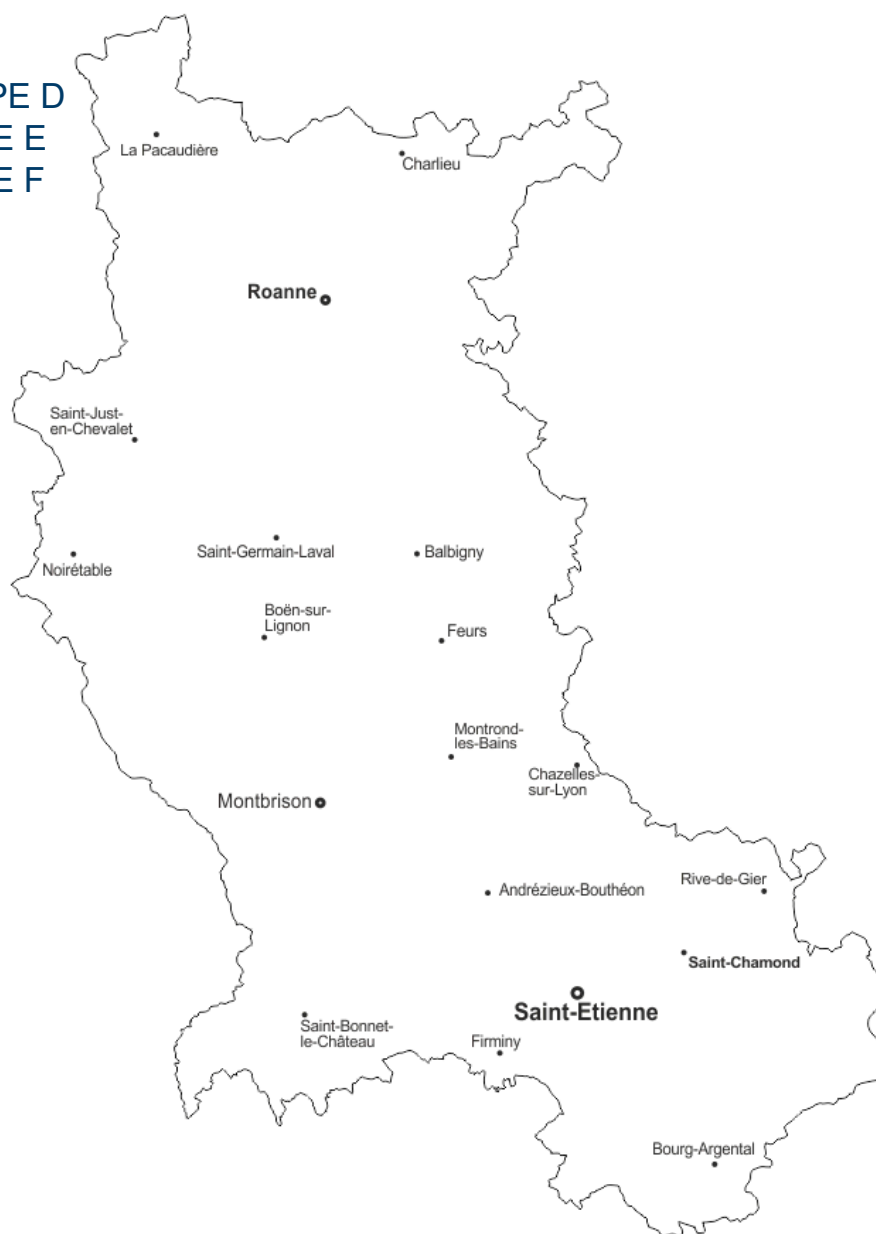 PE D
E E
E F
La Pacaudière
Charlieu
Roanne
Saint-Just-
en-Chevalet
Saint-Germain-Laval
Balbigny
Noirétable
Boën-sur-
Lignon
Feurs
Montrond-
les-Bains
Chazelles-
sur-Lyon
Montbrison
Rive-de-Gier
Andrézieux-Bouthéon
Saint-Chamond
Saint-Etienne
Saint-Bonnet-
le-Château
Firminy
Bourg-Argental